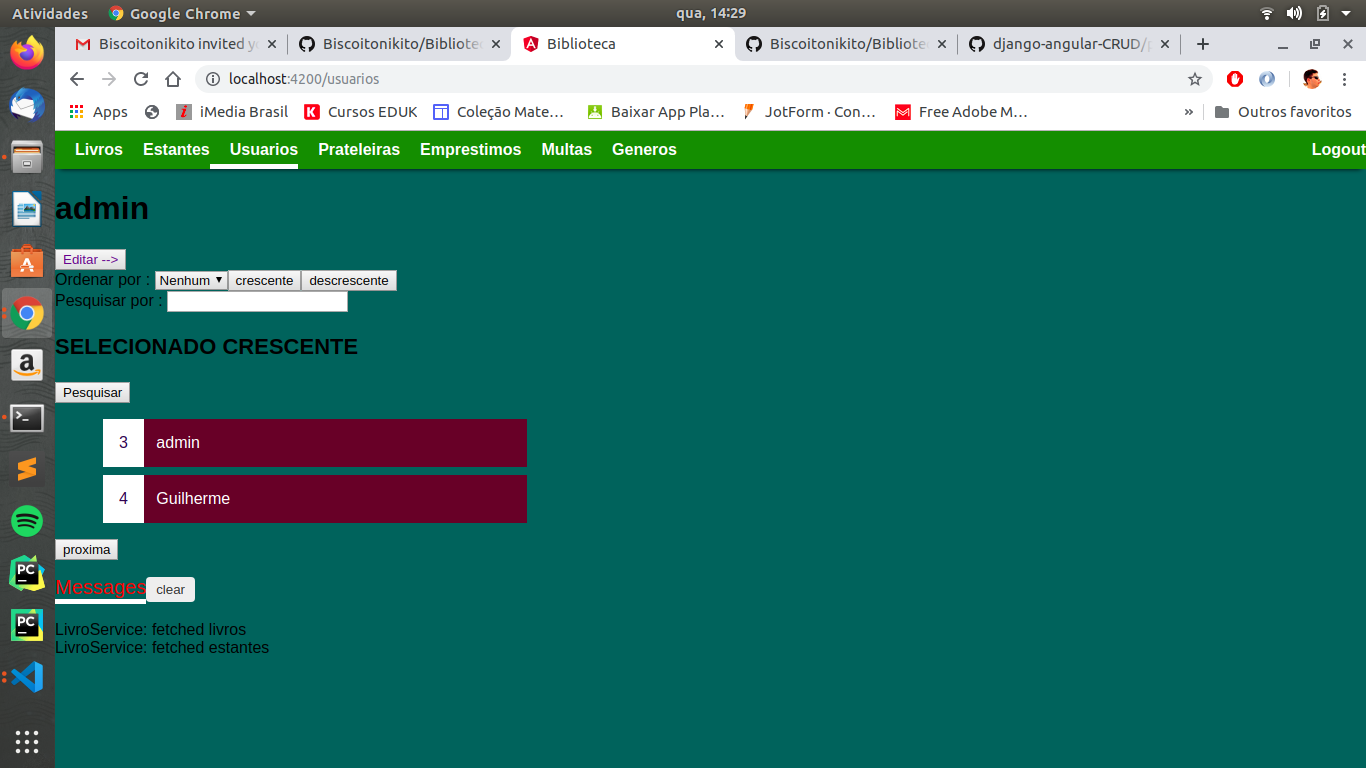 Atividades Google Chrome qua, 14:29
Biscoitonikito invited yo Biscoitonikito/Bibliote Biblioteca Biscoitonikito/Bibliote django-angular-CRUD/
localhost:4200/usuarios
Apps iMedia Brasil Cursos EDUK Coleção Mate… Baixar App Pla… JotForm · Con… Free Adobe M… » Outros favoritos
Livros Estantes Usuarios Prateleiras Emprestimos Multas Generos Logout
admin
Editar -->
Ordenar por : Nenhum crescente descrescente
Pesquisar por :
SELECIONADO CRESCENTE
Pesquisar
3 admin
4 Guilherme
proxima
Messages clear
LivroService: fetched livros
LivroService: fetched estantes